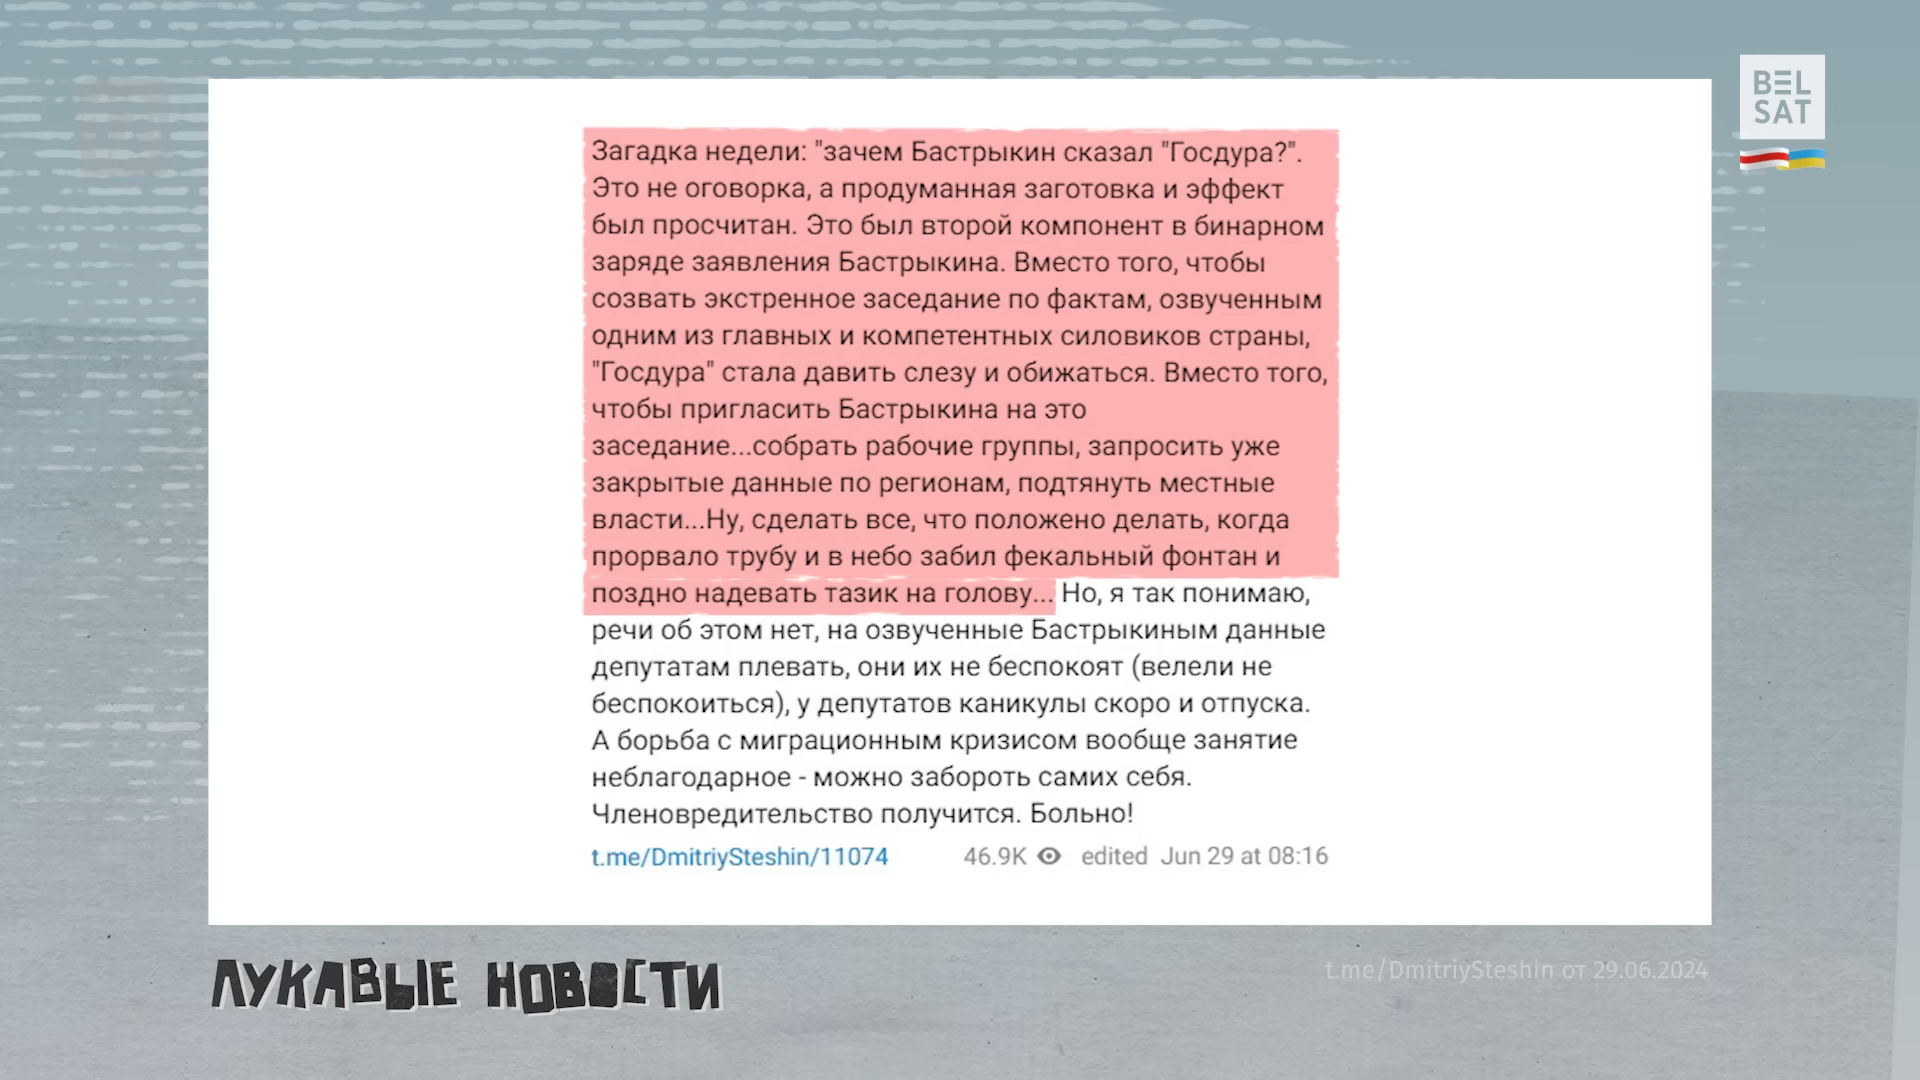 BEL
SAT
Загадка недели: "зачем Бастрыкин сказал "Госдура?".
Это не оговорка, а продуманная заготовка и эффект
был просчитан. Это был второй компонент в бинарном
заряде заявления Бастрыкина. Вместо того, чтобы
созвать экстренное заседание по фактам, озвученным
одним из главных и компетентных силовиков страны,
"Госдура" стала давить слезу и обижаться. Вместо того,
чтобы пригласить Бастрыкина на это
заседание...собрать рабочие группы, запросить уже
закрытые данные по регионам, подтянуть местные
власти...Ну, сделать все, что положено делать, когда
прорвало трубу и в небо забил фекальный фонтан и
поздно надевать тазик на голову... Но, я так понимаю,
речи об этом нет, на озвученные Бастрыкиным данные
депутатам плевать, они их не беспокоят (велели не
беспокоиться), у депутатов каникулы скоро и отпуска.
А борьба с миграционным кризисом вообще занятие
неблагодарное - можно забороть самих себя.
Членовредительство получится. Больно!
t.me/DmitriySteshin/11074 46.9K edited Jun 29 at 08:16
ЛУКАВЫЕ НОВОСТИ
t.me/DmitriySteshin от 29.06.2024